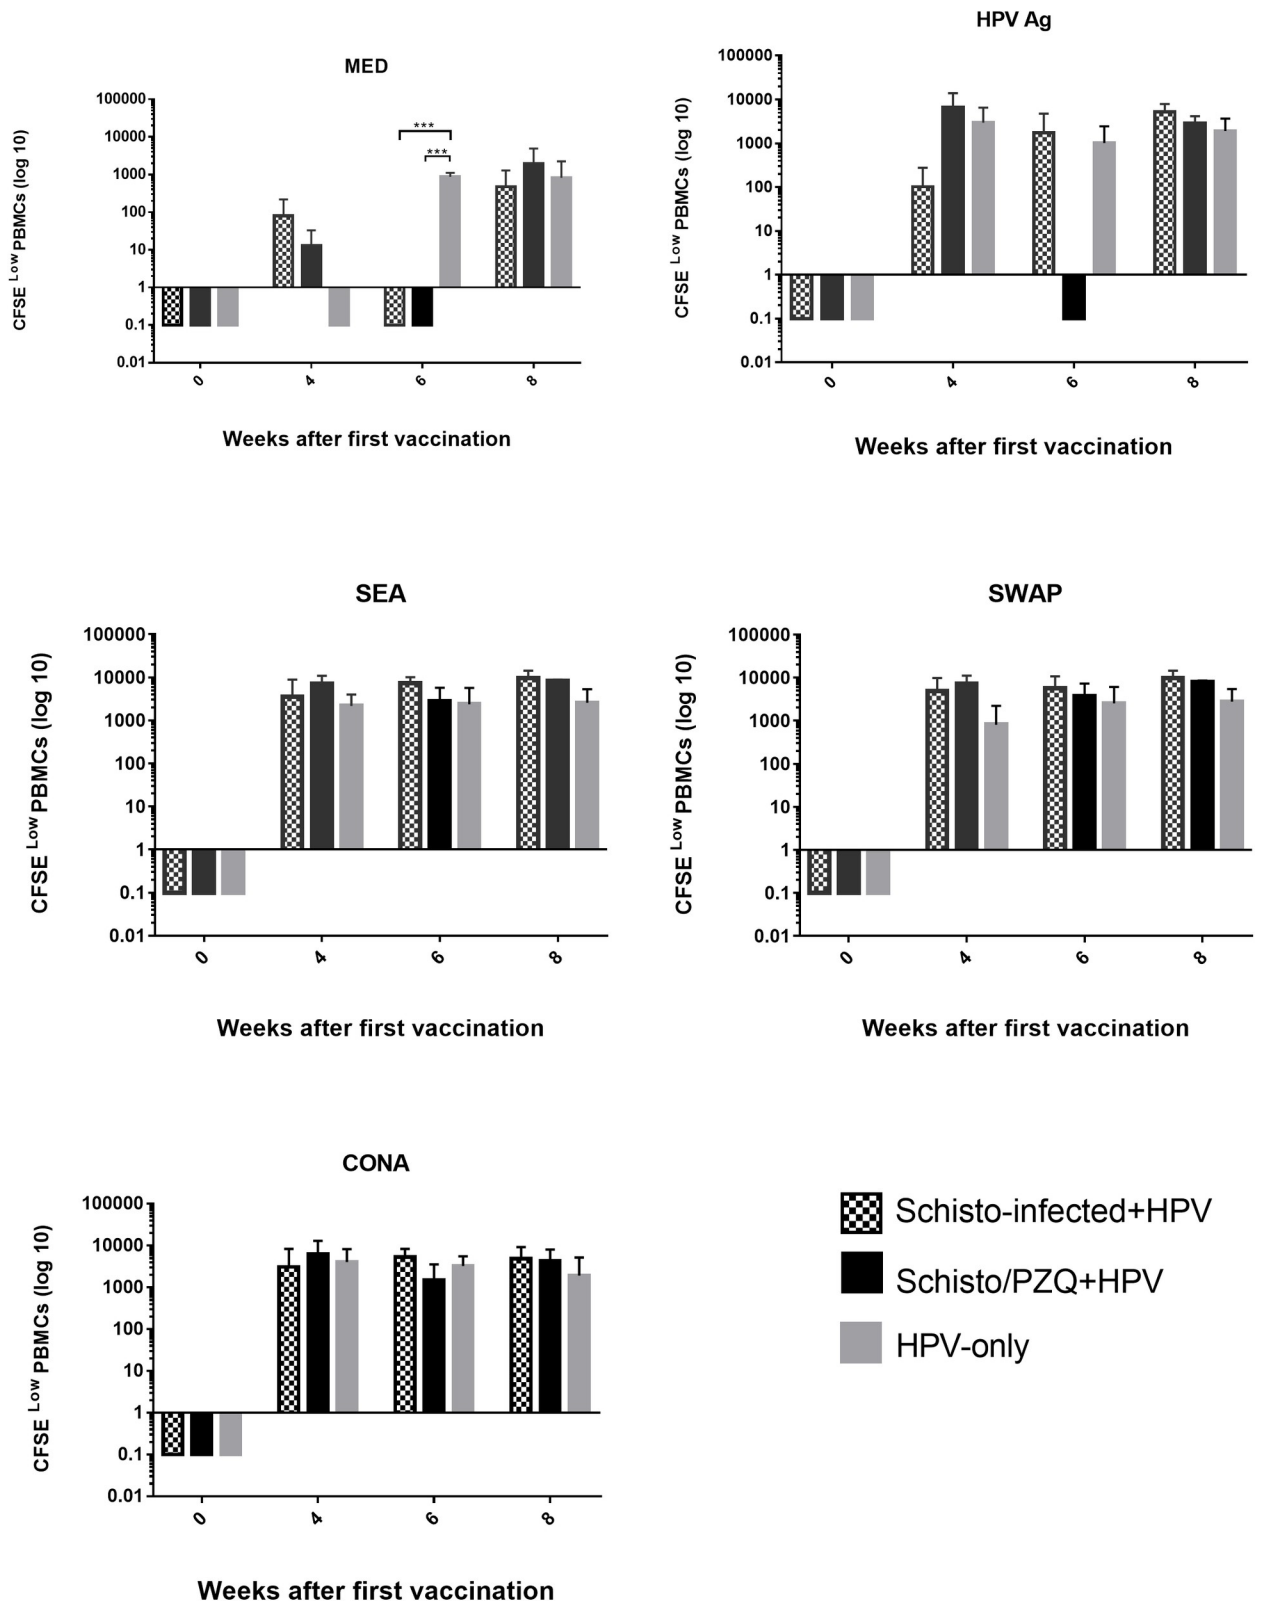 MED
CFSE Low PBMCs (log 10)
100000
10000
1000
100
10
1
0.1
0.01
***
***
0 4 6 8
Weeks after first vaccination
HPV Ag
CFSE Low PBMCs (log 10)
100000
10000
1000
100
10
1
0.1
0.01
0 4 6 8
Weeks after first vaccination
SEA
CFSE Low PBMCs (log 10)
100000
10000
1000
100
10
1
0.1
0.01
0 4 6 8
Weeks after first vaccination
SWAP
CFSE Low PBMCs (log 10)
100000
10000
1000
100
10
1
0.1
0.01
0 4 6 8
Weeks after first vaccination
CONA
CFSE Low PBMCs (log 10)
100000
10000
1000
100
10
1
0.1
0.01
0 4 6 8
Weeks after first vaccination
Schisto-infected+HPV
Schisto/PZQ+HPV
HPV-only